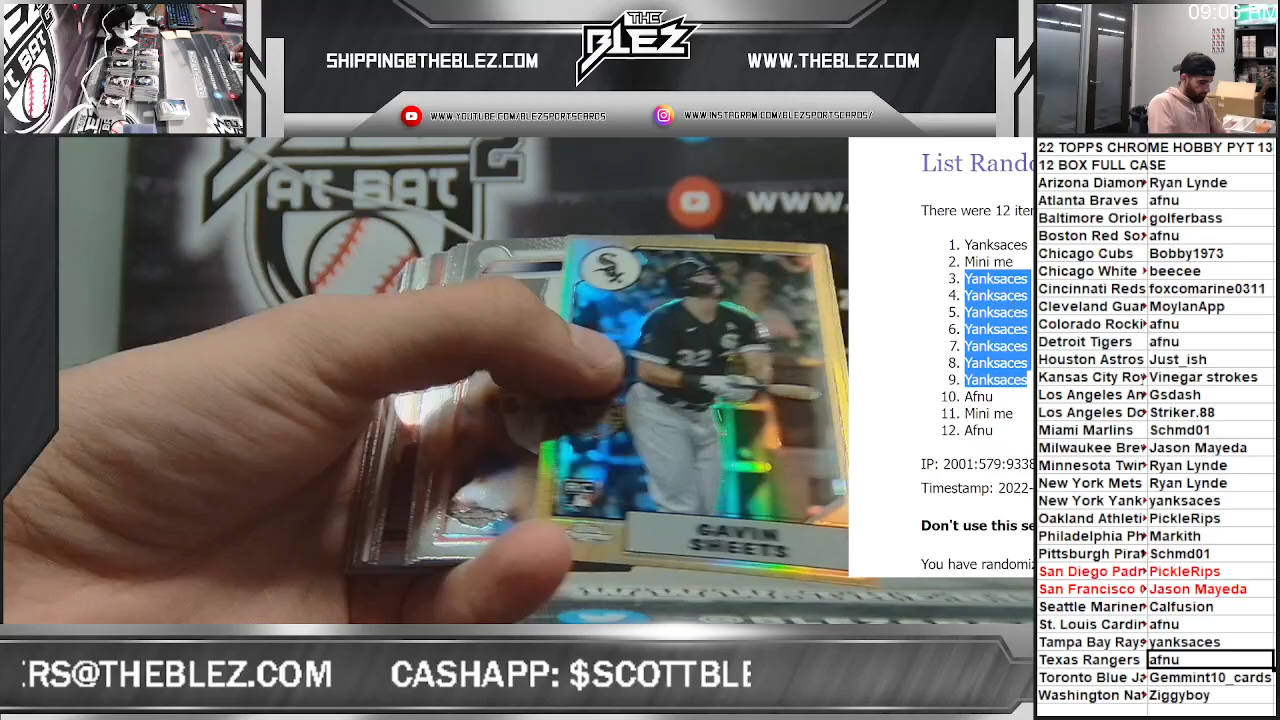 THE
BLEZ
SHIPPING@THEBLEZ.COM
WWW.THEBLEZ.COM
WWW.YOUTUBE.COM/BLEZSPORTSCARDS
WWW.INSTAGRAM.COM/BLEZSPORTSCARDS/
AT BAT
WWW.
Sox
32
RC
GAVIN
SHEETS
List Rando
There were 12 iter
1. Yanksaces
2. Mini me
3. Yanksaces
4. Yanksaces
5. Yanksaces
6. Yanksaces
7. Yanksaces
8. Yanksaces
9. Yanksaces
10. Afnu
11. Mini me
12. Afnu
IP: 2001:579:9338
Timestamp: 2022-
Don't use this se
You have randomiz
22 TOPPS CHROME HOBBY PYT 13
12 BOX FULL CASE
Arizona Diamon Ryan Lynde
Atlanta Braves afnu
Baltimore Oriol golferbass
Boston Red So afnu
Chicago Cubs Bobby1973
Chicago White beecee
Cincinnati Reds foxcomarine0311
Cleveland Guar MoylanApp
Colorado Rocki afnu
Detroit Tigers afnu
Houston Astros Just_ish
Kansas City Ro Vinegar strokes
Los Angeles An Gsdash
Los Angeles Do Striker.88
Miami Marlins Schmd01
Milwaukee Brew Jason Mayeda
Minnesota Twin Ryan Lynde
New York Mets Ryan Lynde
New York Yank yanksaces
Oakland Athleti PickleRips
Philadelphia Ph Markith
Pittsburgh Pirat Schmd01
San Diego Padr PickleRips
San Francisco Jason Mayeda
Seattle Mariner Calfusion
St. Louis Cardin afnu
Tampa Bay Ray yanksaces
Texas Rangers afnu
Toronto Blue Ja Gemmint10_cards
Washington Na Ziggyboy
RS@THEBLEZ.COM
CASHAPP: $SCOTTBLE